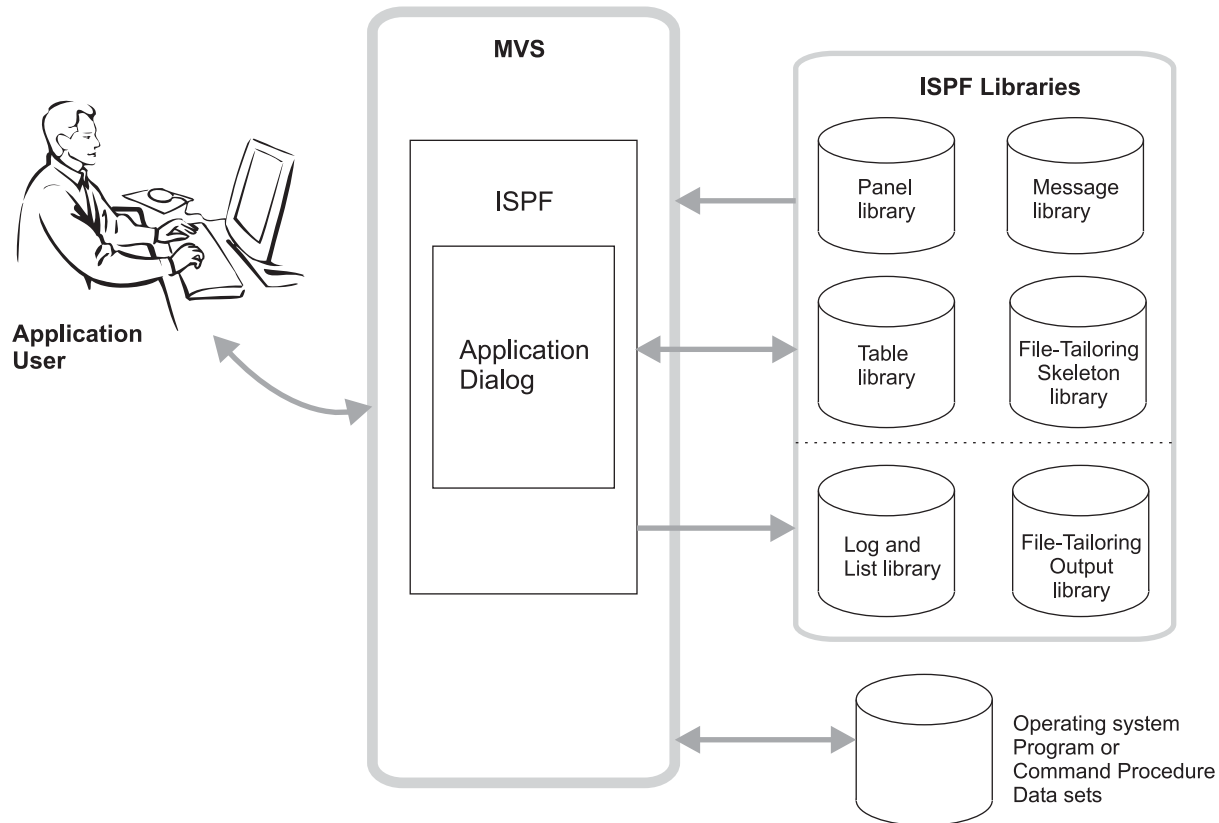 MVS
ISPF Libraries
ISPF
Panel
library
Message
library
Application
User
Application
Dialog
Table
library
File-Tailoring
Skeleton
library
Log and
List library
File-Tailoring
Output
library
Operating system
Program or
Command Procedure
Data sets